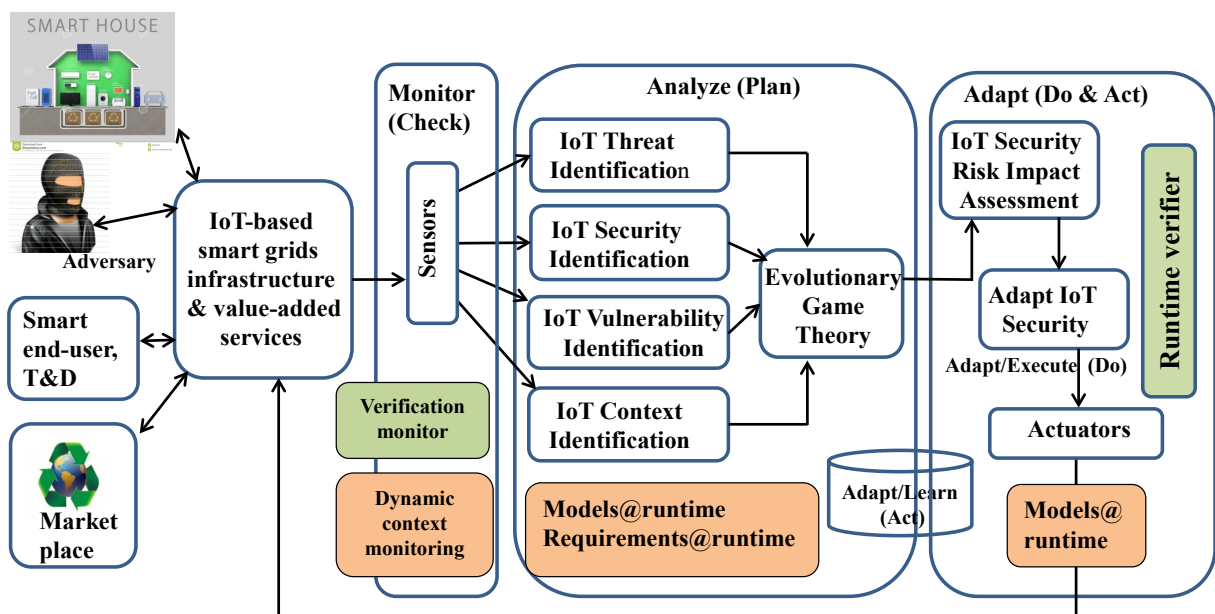 SMART HOUSE
Adversary
Smart
end-user,
T&D
Market
place
IoT-based
smart grids
infrastructure
& value-added
services
Monitor
(Check)
Sensors
Verification
monitor
Dynamic
context
monitoring
Analyze (Plan)
IoT Threat
Identification
IoT Security
Identification
IoT Vulnerability
Identification
IoT Context
Identification
Evolutionary
Game
Theory
Models@runtime
Requirements@runtime
Adapt/Learn
(Act)
Adapt (Do & Act)
IoT Security
Risk Impact
Assessment
Adapt IoT
Security
Adapt/Execute (Do)
Actuators
Models@
runtime
Runtime verifier